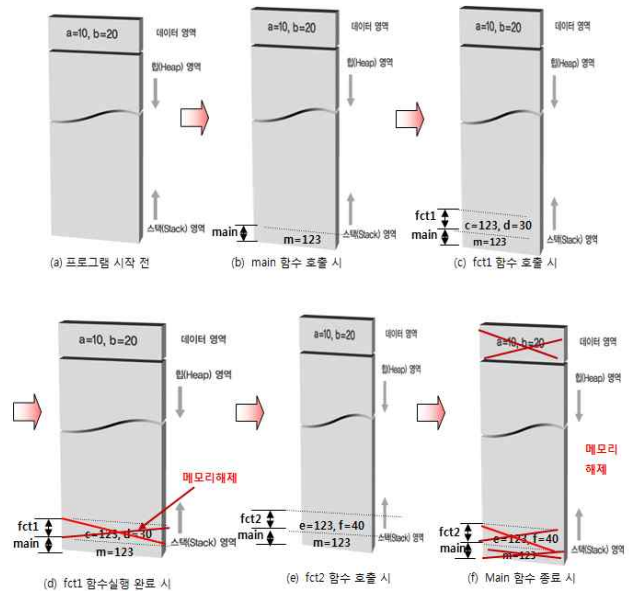 a=10, b=20
데이터 영역
힙(Heap) 영역
스택(Stack) 영역
(a) 프로그램 시작 전
a=10, b=20
데이터 영역
힙(Heap) 영역
스택(Stack) 영역
main
m=123
(b) main 함수 호출 시
a=10, b=20
데이터 영역
힙(Heap) 영역
fct1
c=123, d=30
스택(Stack) 영역
main
m=123
(c) fct1 함수 호출 시
a=10, b=20
데이터 영역
힙(Heap) 영역
메모리해제
fct1
c=123, d=30
스택(Stack) 영역
main
m=123
(d) fct1 함수실행 완료 시
a=10, b=20
데이터 영역
힙(Heap) 영역
fct2
e=123, f=40
스택(Stack) 영역
main
m=123
(e) fct2 함수 호출 시
a=10, b=20
데이터 영역
힙(Heap) 영역
메모리
해제
fct2
e=123, f=40
스택(Stack) 영역
main
m=123
(f) Main 함수 종료 시